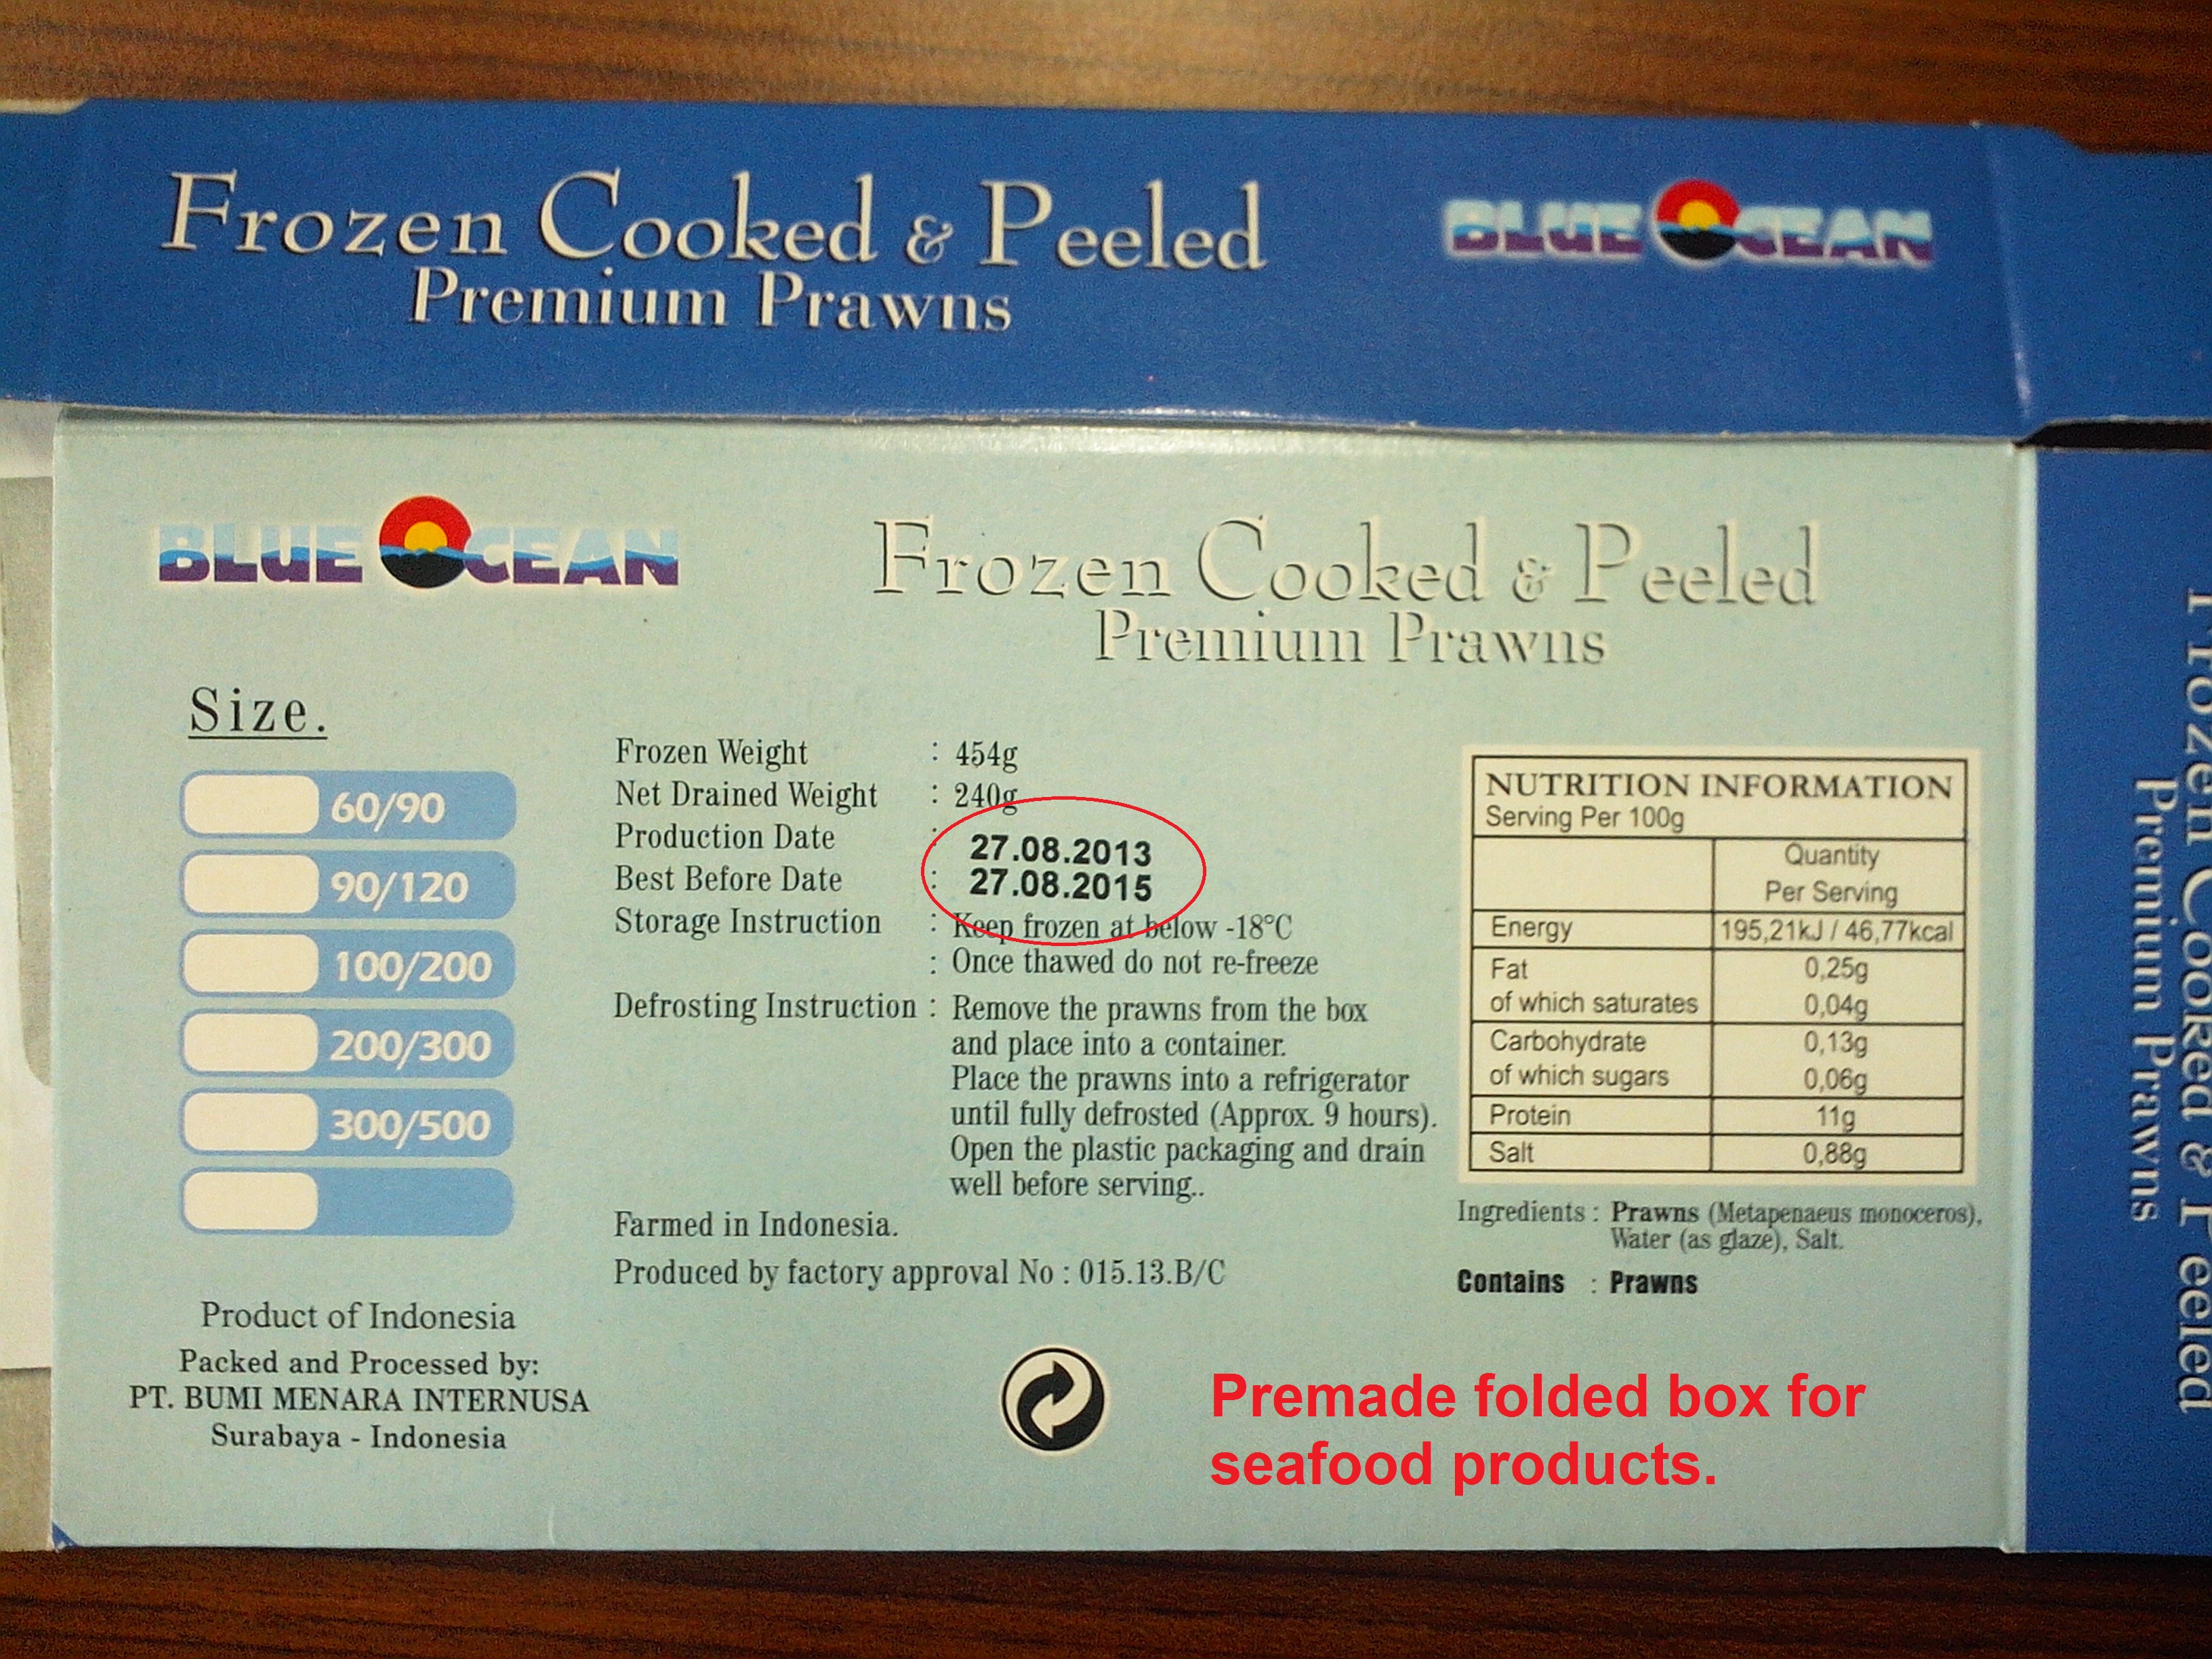 Frozen Cooked & Peeled
Premium Prawns
BLUE OCEAN
BLUE OCEAN
Frozen Cooked & Peeled
Premium Prawns
Size.
60/90
90/120
100/200
200/300
300/500
Product of Indonesia
Packed and Processed by:
PT. BUMI MENARA INTERNUSA
Surabaya - Indonesia
Frozen Weight : 454g
Net Drained Weight : 240g
Production Date : 27.08.2013
Best Before Date : 27.08.2015
Storage Instruction : Keep frozen at below -18°C
: Once thawed do not re-freeze
Defrosting Instruction : Remove the prawns from the box
and place into a container.
Place the prawns into a refrigerator
until fully defrosted (Approx. 9 hours).
Open the plastic packaging and drain
well before serving..
Farmed in Indonesia.
Produced by factory approval No : 015.13.B/C
NUTRITION INFORMATION
Serving Per 100g
Quantity
Per Serving
Energy 195,21kJ / 46,77kcal
Fat 0,25g
of which saturates 0,04g
Carbohydrate 0,13g
of which sugars 0,06g
Protein 11g
Salt 0,88g
Ingredients : Prawns (Metapenaeus monoceros),
Water (as glaze), Salt.
Contains : Prawns
Premade folded box for
seafood products.
Frozen Cooked & Peeled
Premium Prawns